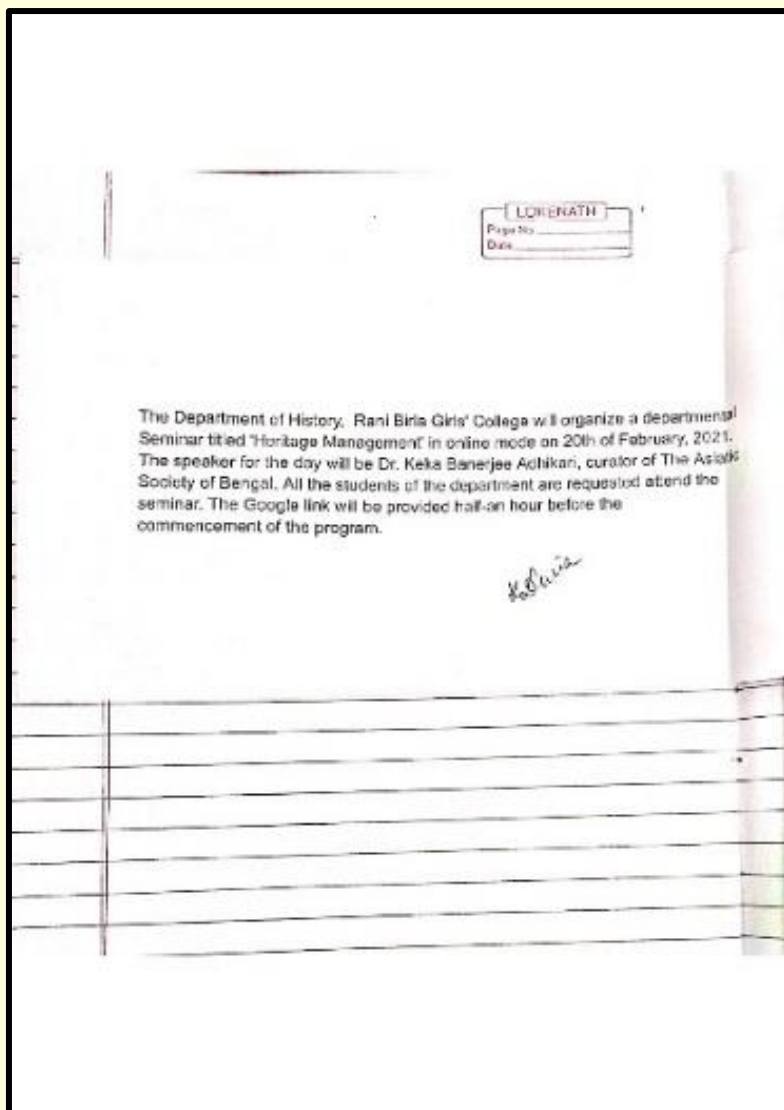 LOKENATH
Page No.
Date
The Department of History, Rani Birla Girls' College will organize a departmental
Seminar titled 'Heritage Management' in online mode on 20th of February, 2021.
The speaker for the day will be Dr. Keka Banerjee Adhikari, curator of The Asiatic
Society of Bengal. All the students of the department are requested attend the
seminar. The Google link will be provided half-an hour before the
commencement of the program.